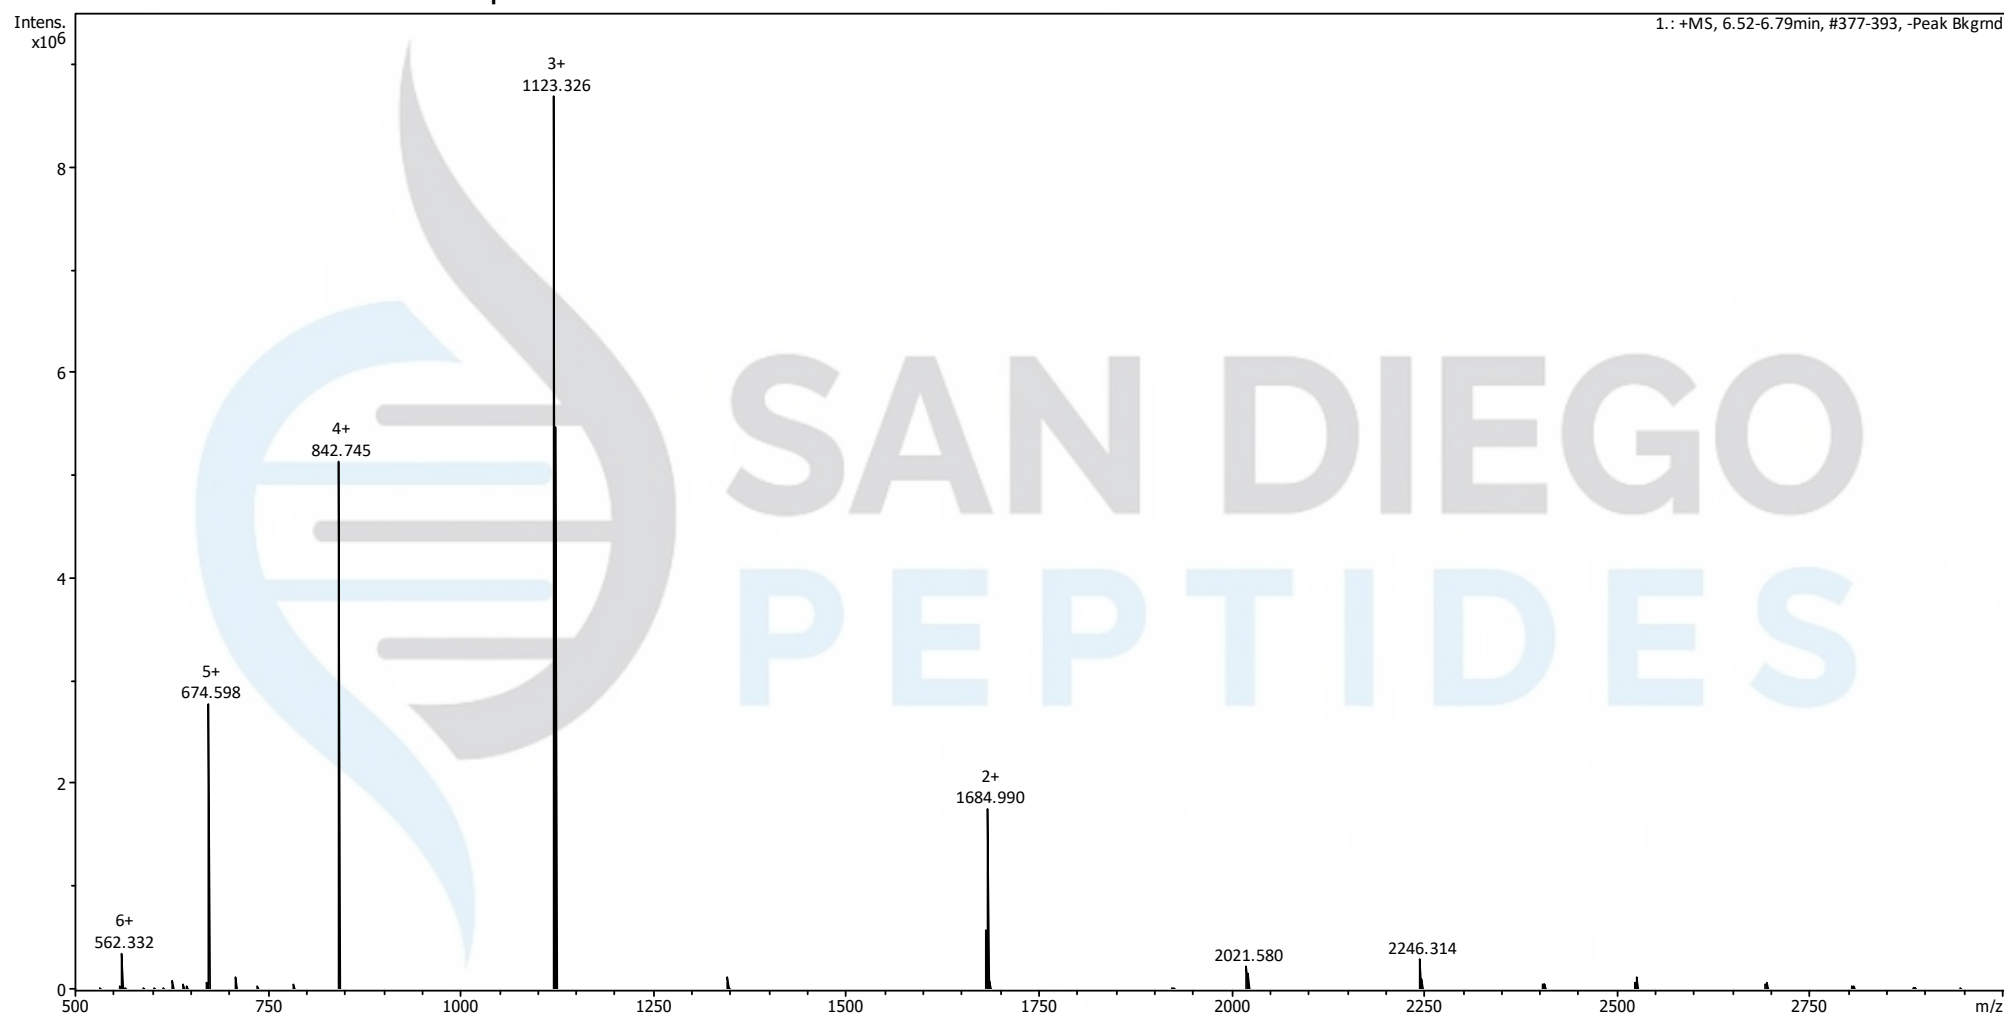 Intens.
x10⁶
1.: +MS, 6.52-6.79min, #377-393, -Peak Bkgrnd
3+
1123.326
8
6
4+
842.745
SAN DIEGO
PEPTIDES
4
5+
674.598
2+
1684.990
2
6+
562.332
2021.580
2246.314
0
500 750 1000 1250 1500 1750 2000 2250 2500 2750 m/z